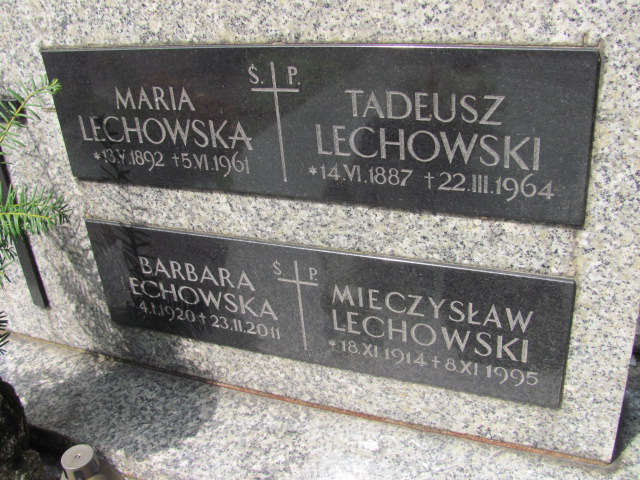 Ś. P.
MARIA
LECHOWSKA
*13.V.1892 +5.VI.1961
TADEUSZ
LECHOWSKI
*14.VI.1887 +22.III.1964
Ś. P.
BARBARA
LECHOWSKA
4.I.1920 +23.II.2011
MIECZYSŁAW
LECHOWSKI
*18.XI 1914 +8.XI 1995